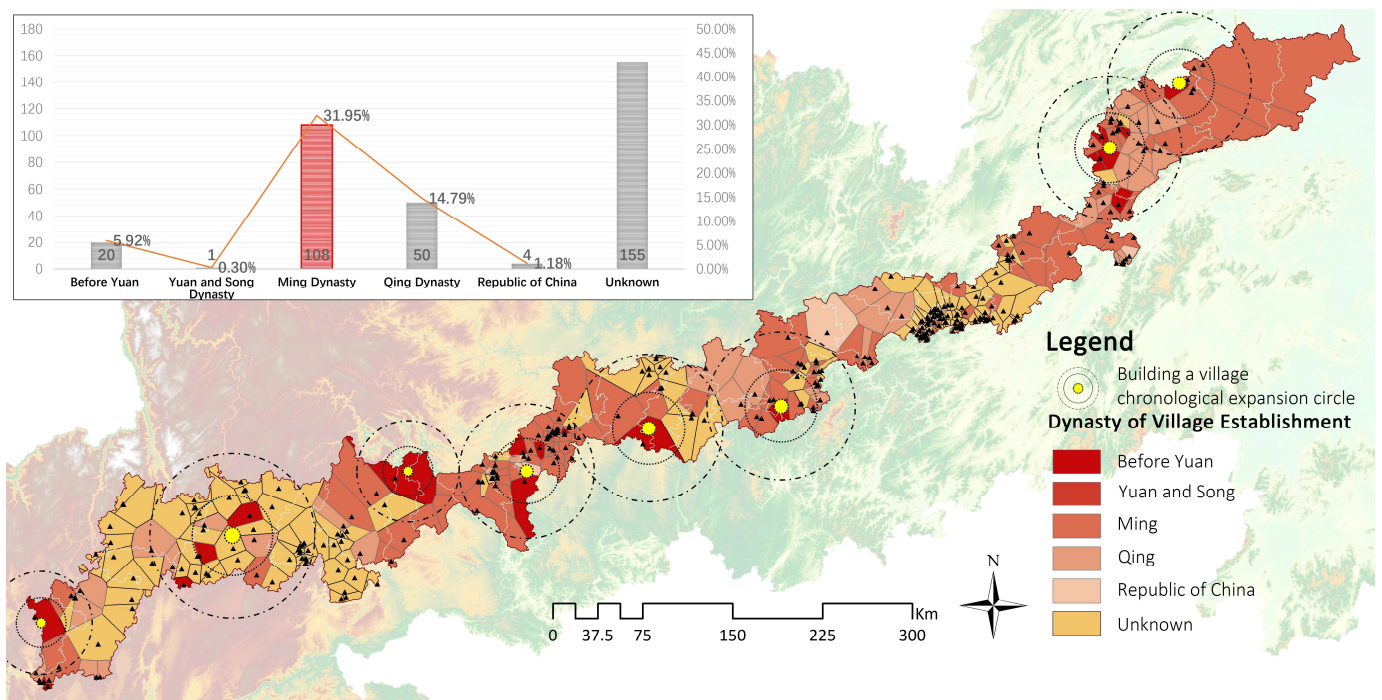 180
160
140
120
100
80
60
40
20
0
50.00%
45.00%
40.00%
35.00%
30.00%
25.00%
20.00%
15.00%
10.00%
5.00%
0.00%
5.92%
20
1
0.30%
31.95%
108
14.79%
50
4
1.18%
155
Before Yuan
Yuan and Song
Dynasty
Ming Dynasty
Qing Dynasty
Republic of China
Unknown
Legend
Building a village
chronological expansion circle
Dynasty of Village Establishment
Before Yuan
Yuan and Song
Ming
Qing
Republic of China
Unknown
N
Km
0 37.5 75 150 225 300